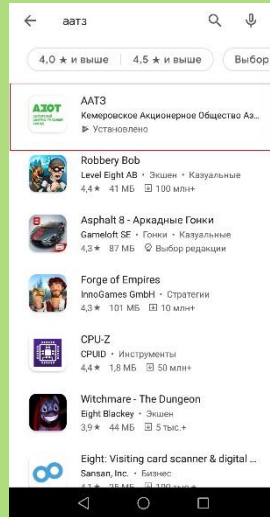 аатз
4,0 ★ и выше
4,5 ★ и выше
Выбор
АЗОТ
ААТЗ
Кемеровское Акционерное Общество Аз...
Установлено
Robbery Bob
Level Eight AB • Экшен • Казуальные
4,4★ 41 МБ 100 млн+
Asphalt 8 - Аркадные Гонки
Gameloft SE • Гонки • Казуальные
4,3★ 87 МБ Выбор редакции
Forge of Empires
InnoGames GmbH • Стратегии
4,3★ 101 МБ 10 млн+
CPU-Z
CPUID • Инструменты
4,4★ 1,8 МБ 50 млн+
Witchmare - The Dungeon
Eight Blackey • Экшен
3,9★ 44 МБ 5 тыс.+
Eight: Visiting card scanner & digital ...
Sansan, Inc. • Бизнес